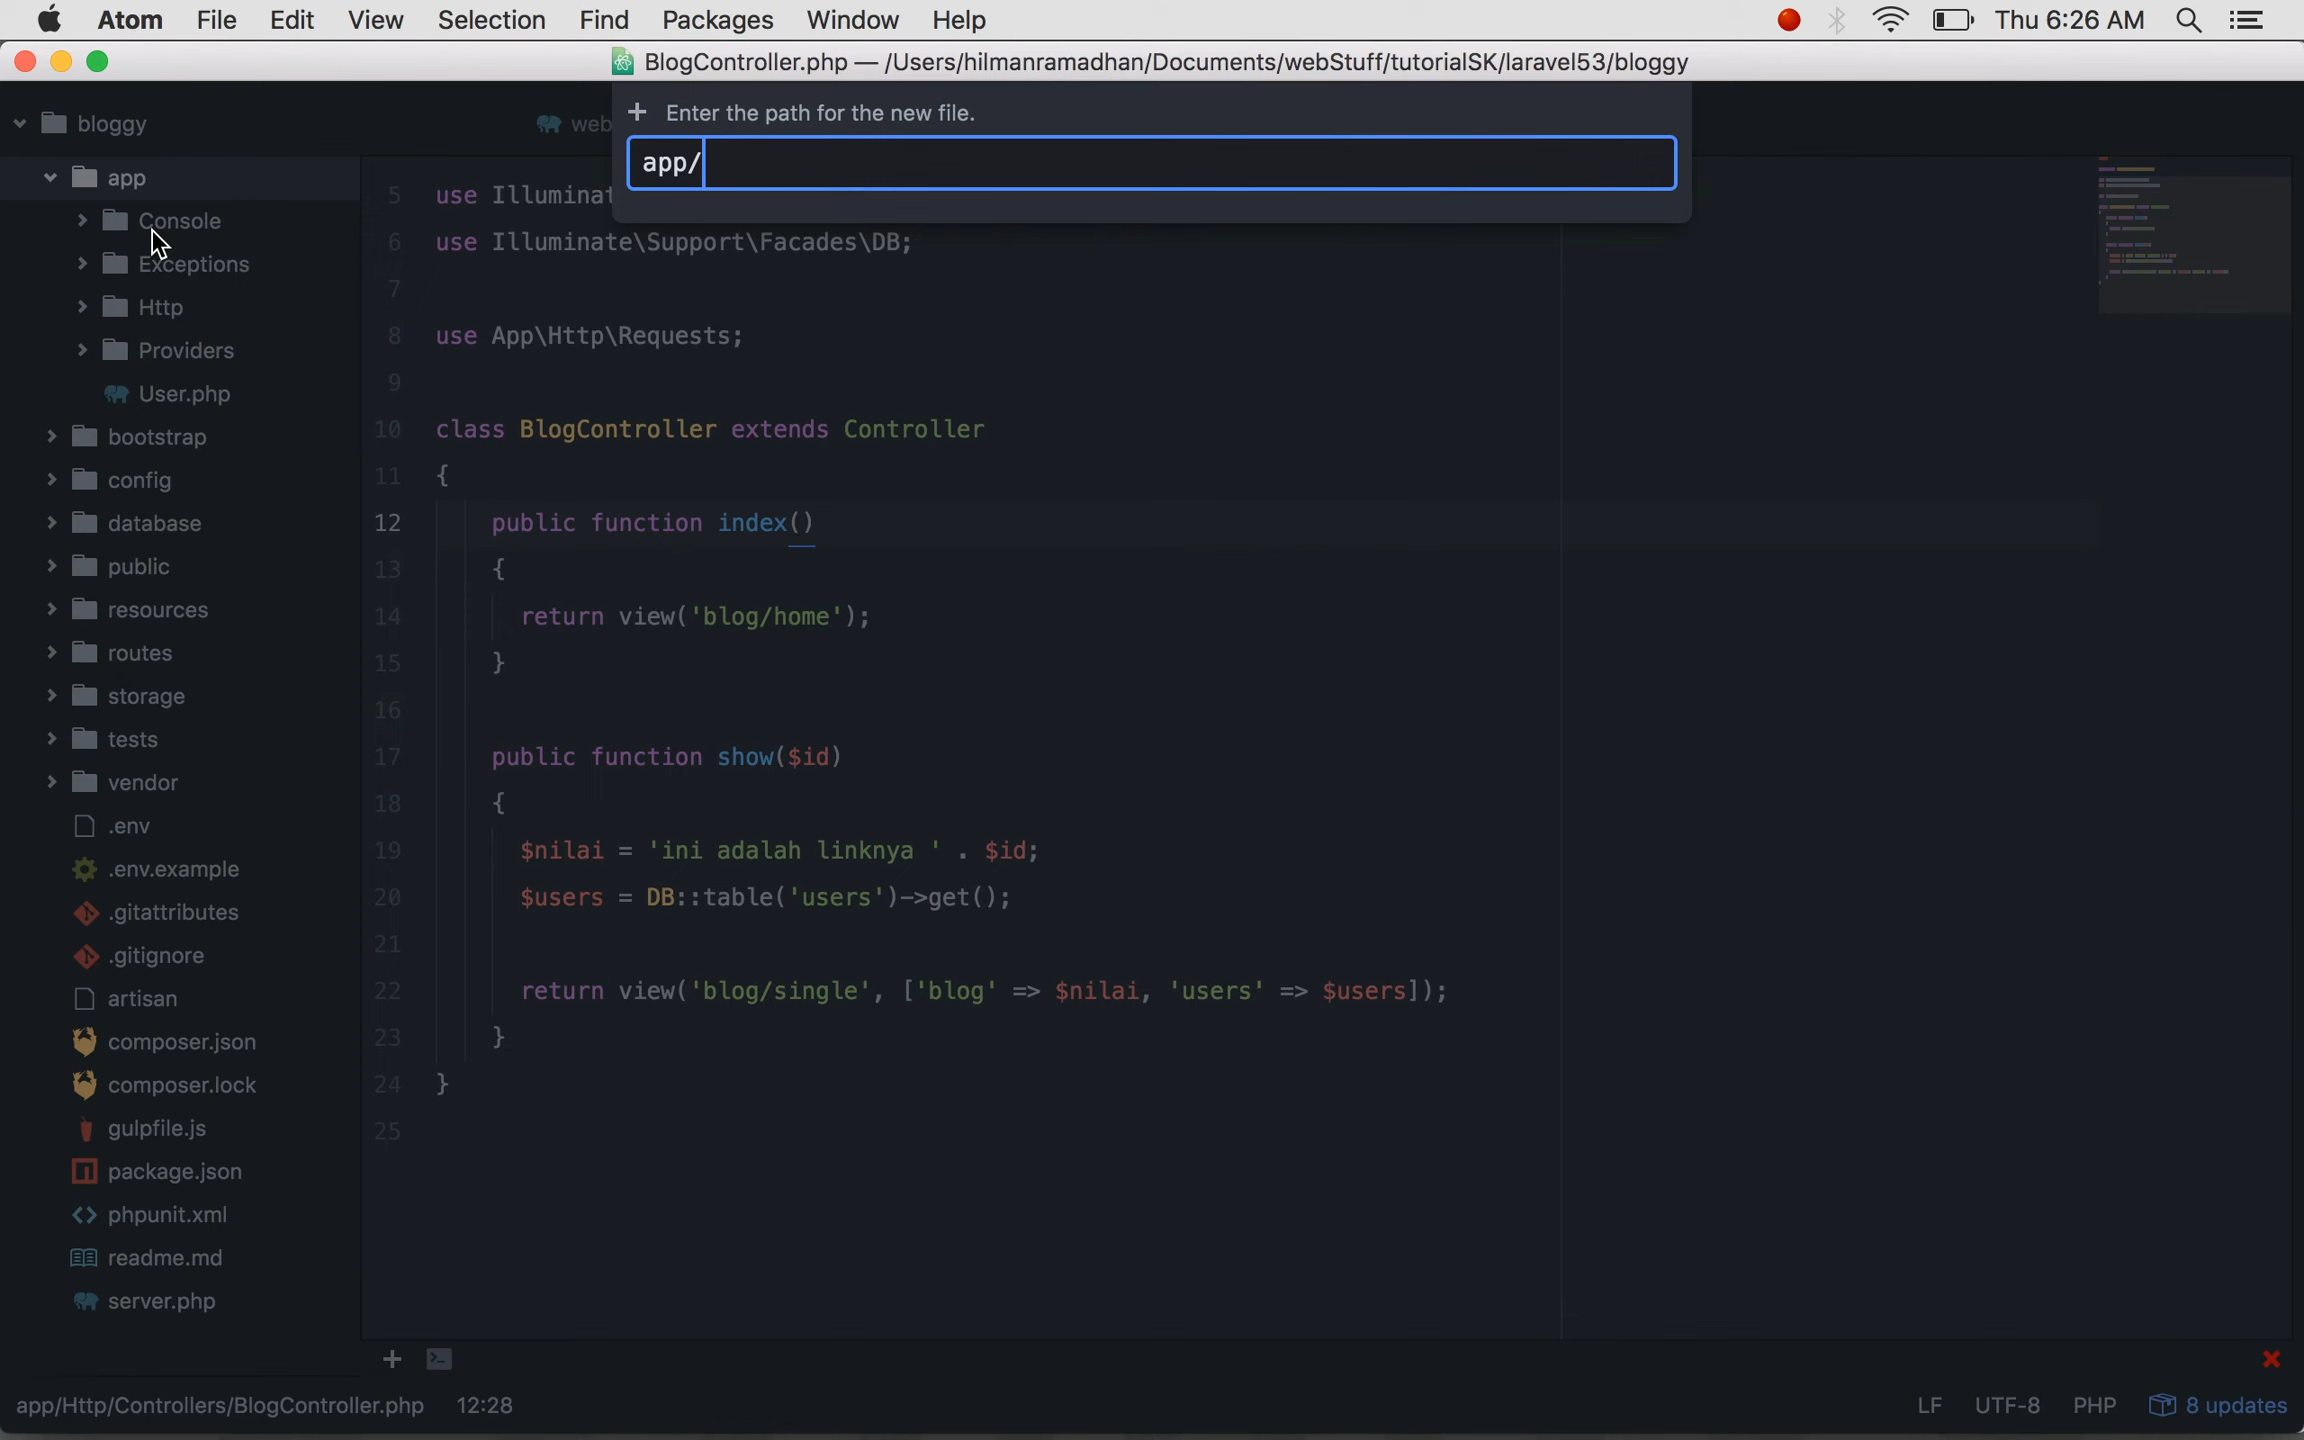 Atom File Edit View Selection Find Packages Window Help Thu 6:26 AM
BlogController.php — /Users/hilmanramadhan/Documents/webStuff/tutorialSK/laravel53/bloggy
Enter the path for the new file.
app/
bloggy
app
Console
Exceptions
Http
Providers
User.php
bootstrap
config
database
public
resources
routes
storage
tests
vendor
.env
.env.example
.gitattributes
.gitignore
artisan
composer.json
composer.lock
gulpfile.js
package.json
phpunit.xml
readme.md
server.php
web
5 use Illuminat
6 use Illuminate\Support\Facades\DB;
7
8 use App\Http\Requests;
9
10 class BlogController extends Controller
11 {
12 public function index()
13 {
14 return view('blog/home');
15 }
16
17 public function show($id)
18 {
19 $nilai = 'ini adalah linknya ' . $id;
20 $users = DB::table('users')->get();
21
22 return view('blog/single', ['blog' => $nilai, 'users' => $users]);
23 }
24 }
25
app/Http/Controllers/BlogController.php 12:28 LF UTF-8 PHP 8 updates